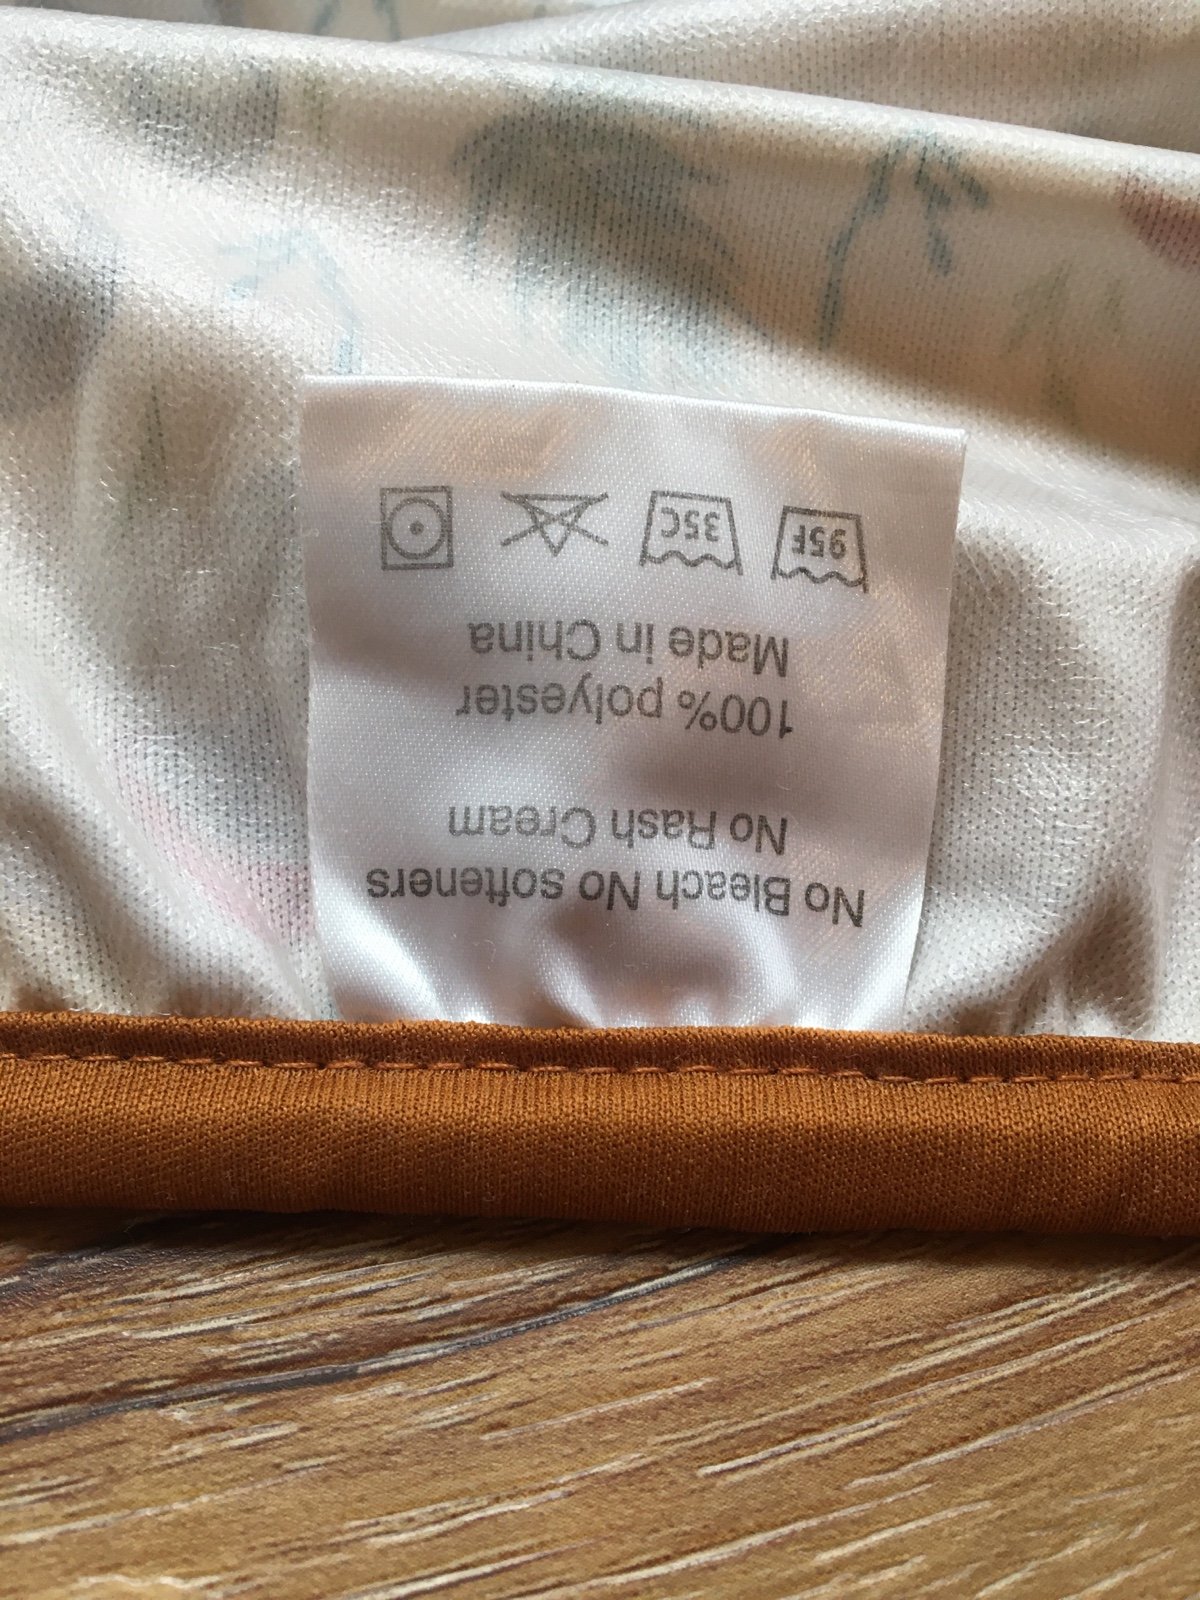 No Bleach No softeners
No Rash Cream
100% polyester
Made in China
95F 35C